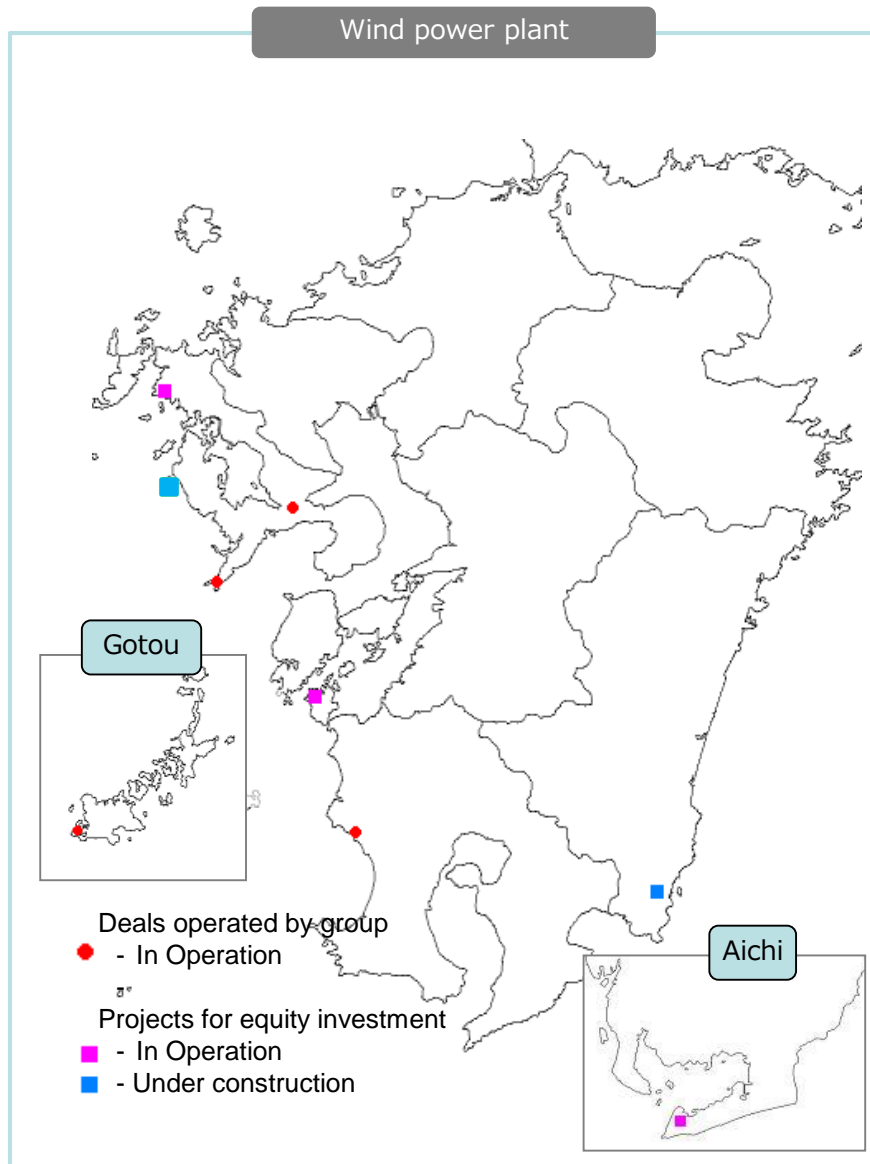 Wind power plant
Gotou
Deals operated by group
- In Operation
Aichi
Projects for equity investment
- In Operation
- Under construction